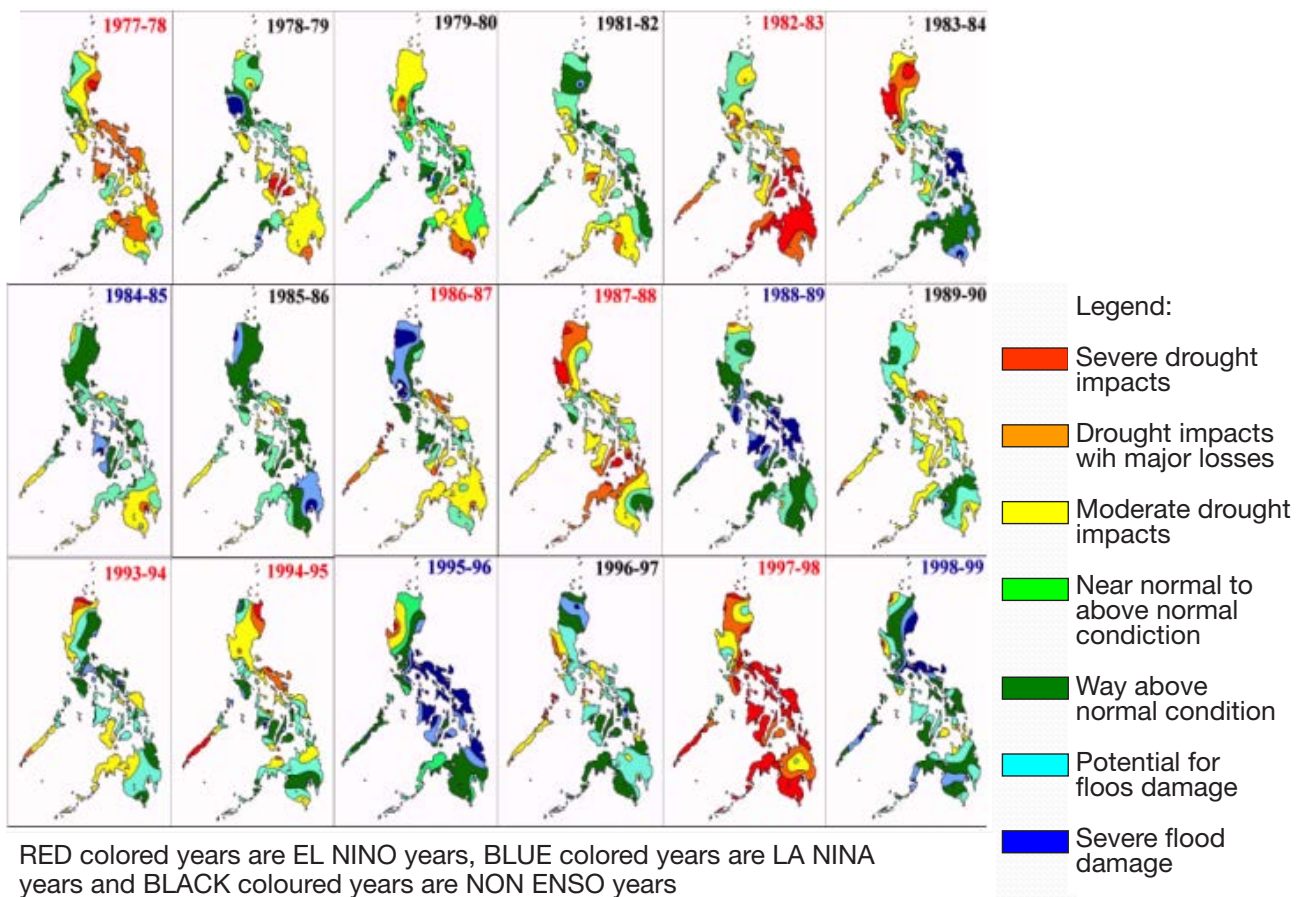 1977-78
1978-79
1979-80
1981-82
1982-83
1983-84
1984-85
1985-86
1986-87
1987-88
1988-89
1989-90
1993-94
1994-95
1995-96
1996-97
1997-98
1998-99
Legend:
Severe drought
impacts
Drought impacts
wih major losses
Moderate drought
impacts
Near normal to
above normal
condiction
Way above
normal condition
Potential for
floos damage
Severe flood
damage
RED colored years are EL NINO years, BLUE colored years are LA NINA
years and BLACK coloured years are NON ENSO years